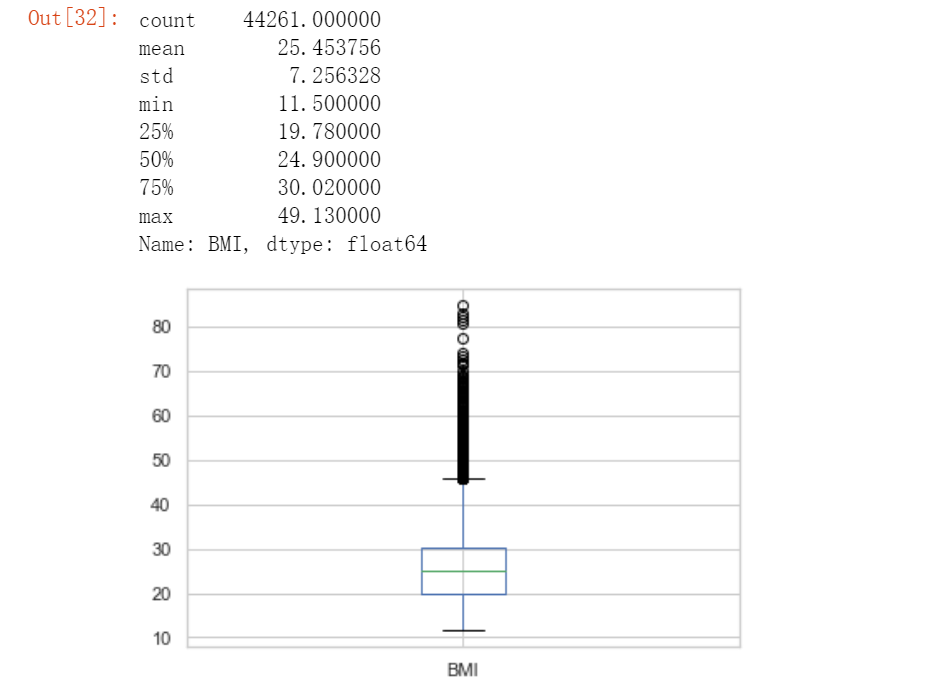 Out[32]: count 44261.000000
mean 25.453756
std 7.256328
min 11.500000
25% 19.780000
50% 24.900000
75% 30.020000
max 49.130000
Name: BMI, dtype: float64
80
70
60
50
40
30
20
10
BMI